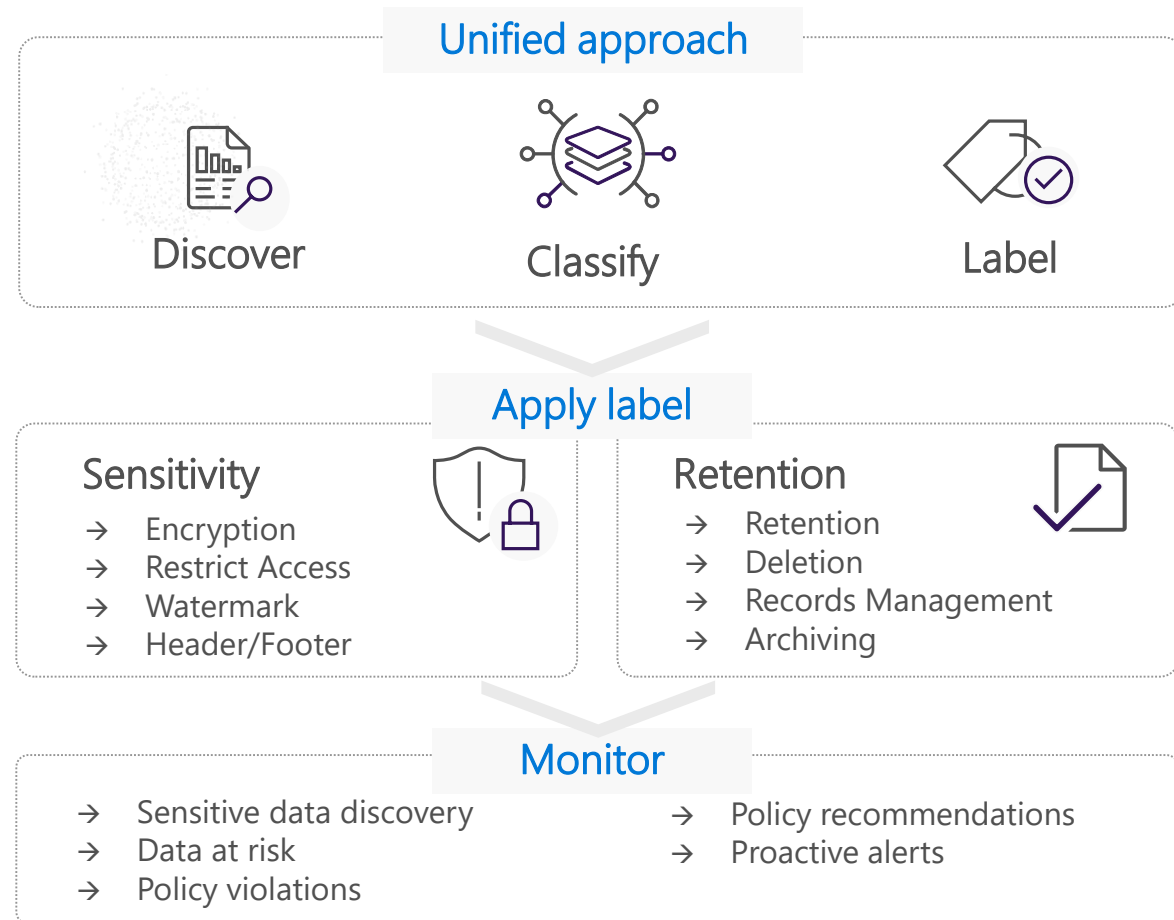 Unified approach
Discover
Classify
Label
Apply label
Sensitivity
→ Encryption
→ Restrict Access
→ Watermark
→ Header/Footer
Retention
→ Retention
→ Deletion
→ Records Management
→ Archiving
Monitor
→ Sensitive data discovery
→ Data at risk
→ Policy violations
→ Policy recommendations
→ Proactive alerts